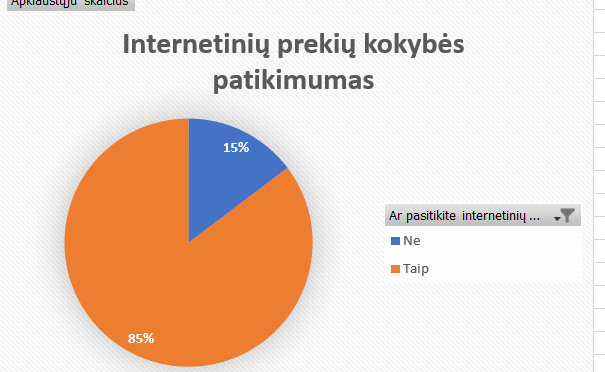 Apklaustųjų skaičius
Internetinių prekių kokybės
patikimumas
15%
Ar pasitikite internetinių ...
Ne
Taip
85%